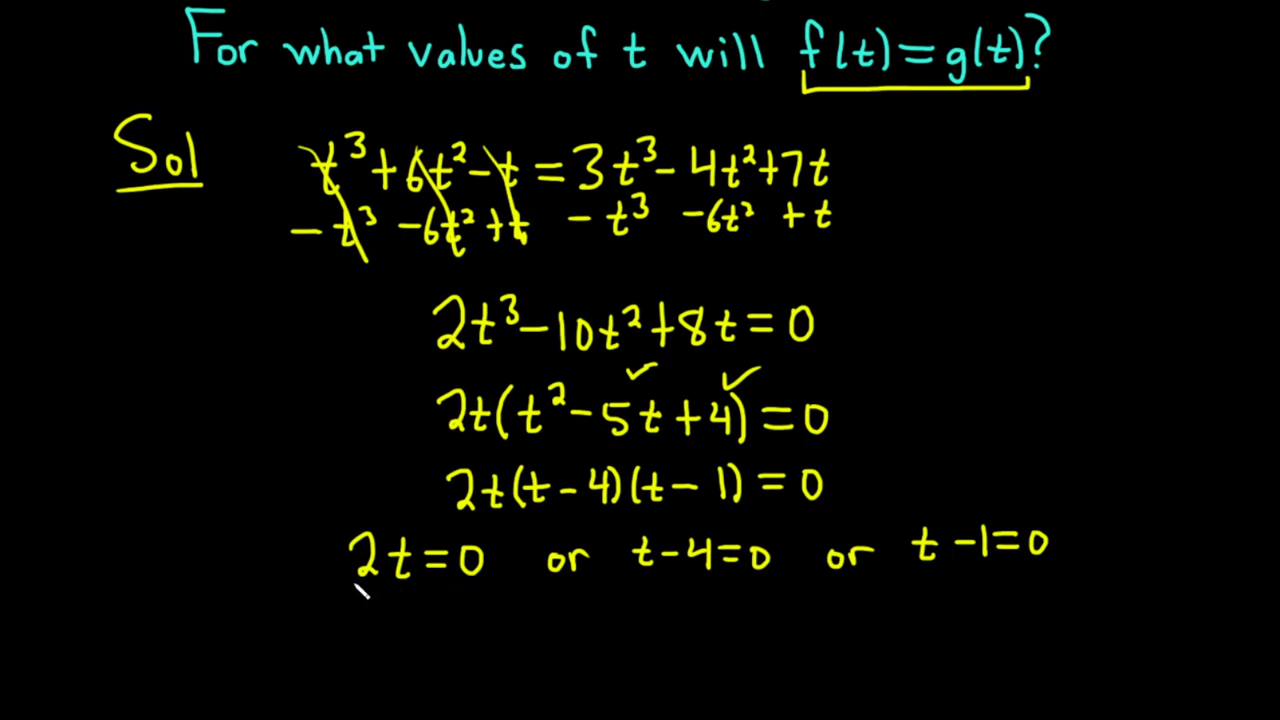 For what values of t will f(t)=g(t)?
Sol
t³+6t²-t=3t³-4t²+7t
-t³ -6t²+t -t³ -6t² +t
2t³-10t²+8t=0
2t(t²-5t+4)=0
2t(t-4)(t-1)=0
2t=0 or t-4=0 or t-1=0